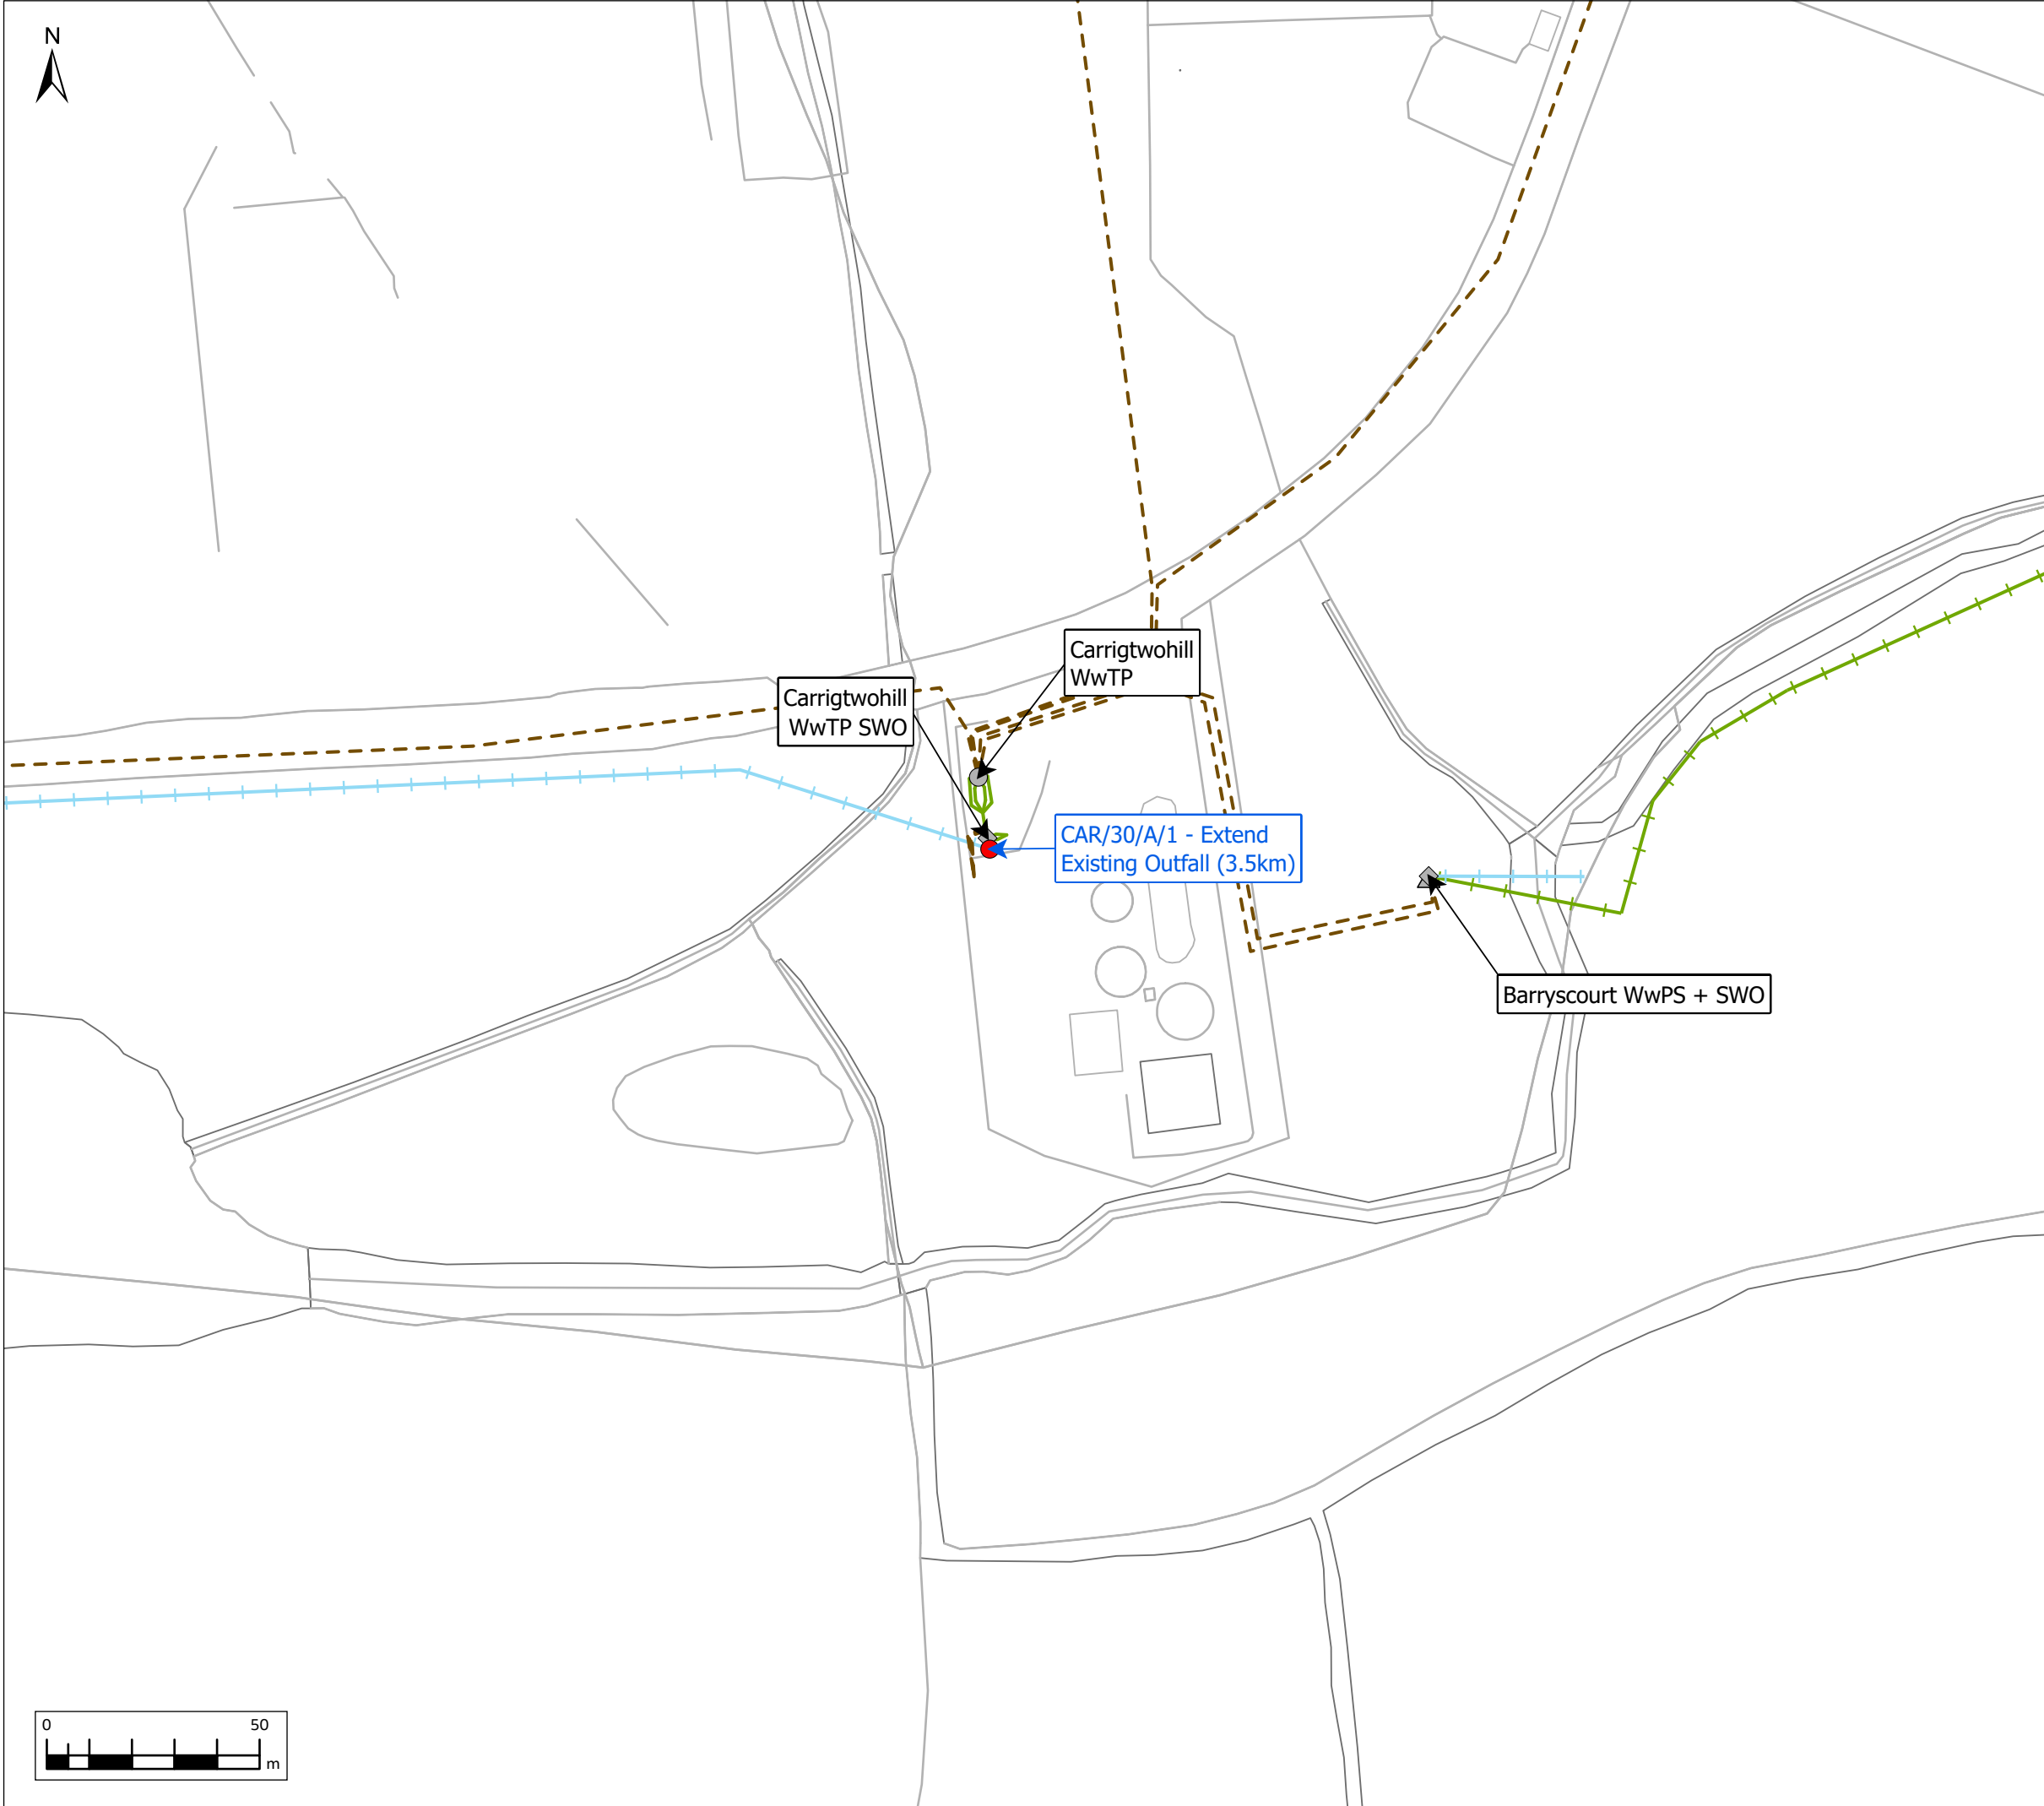 N
Carrigtwohill
WwTP
Carrigtwohill
WwTP SWO
CAR/30/A/1 - Extend
Existing Outfall (3.5km)
Barryscourt WwPS + SWO
0 50
m